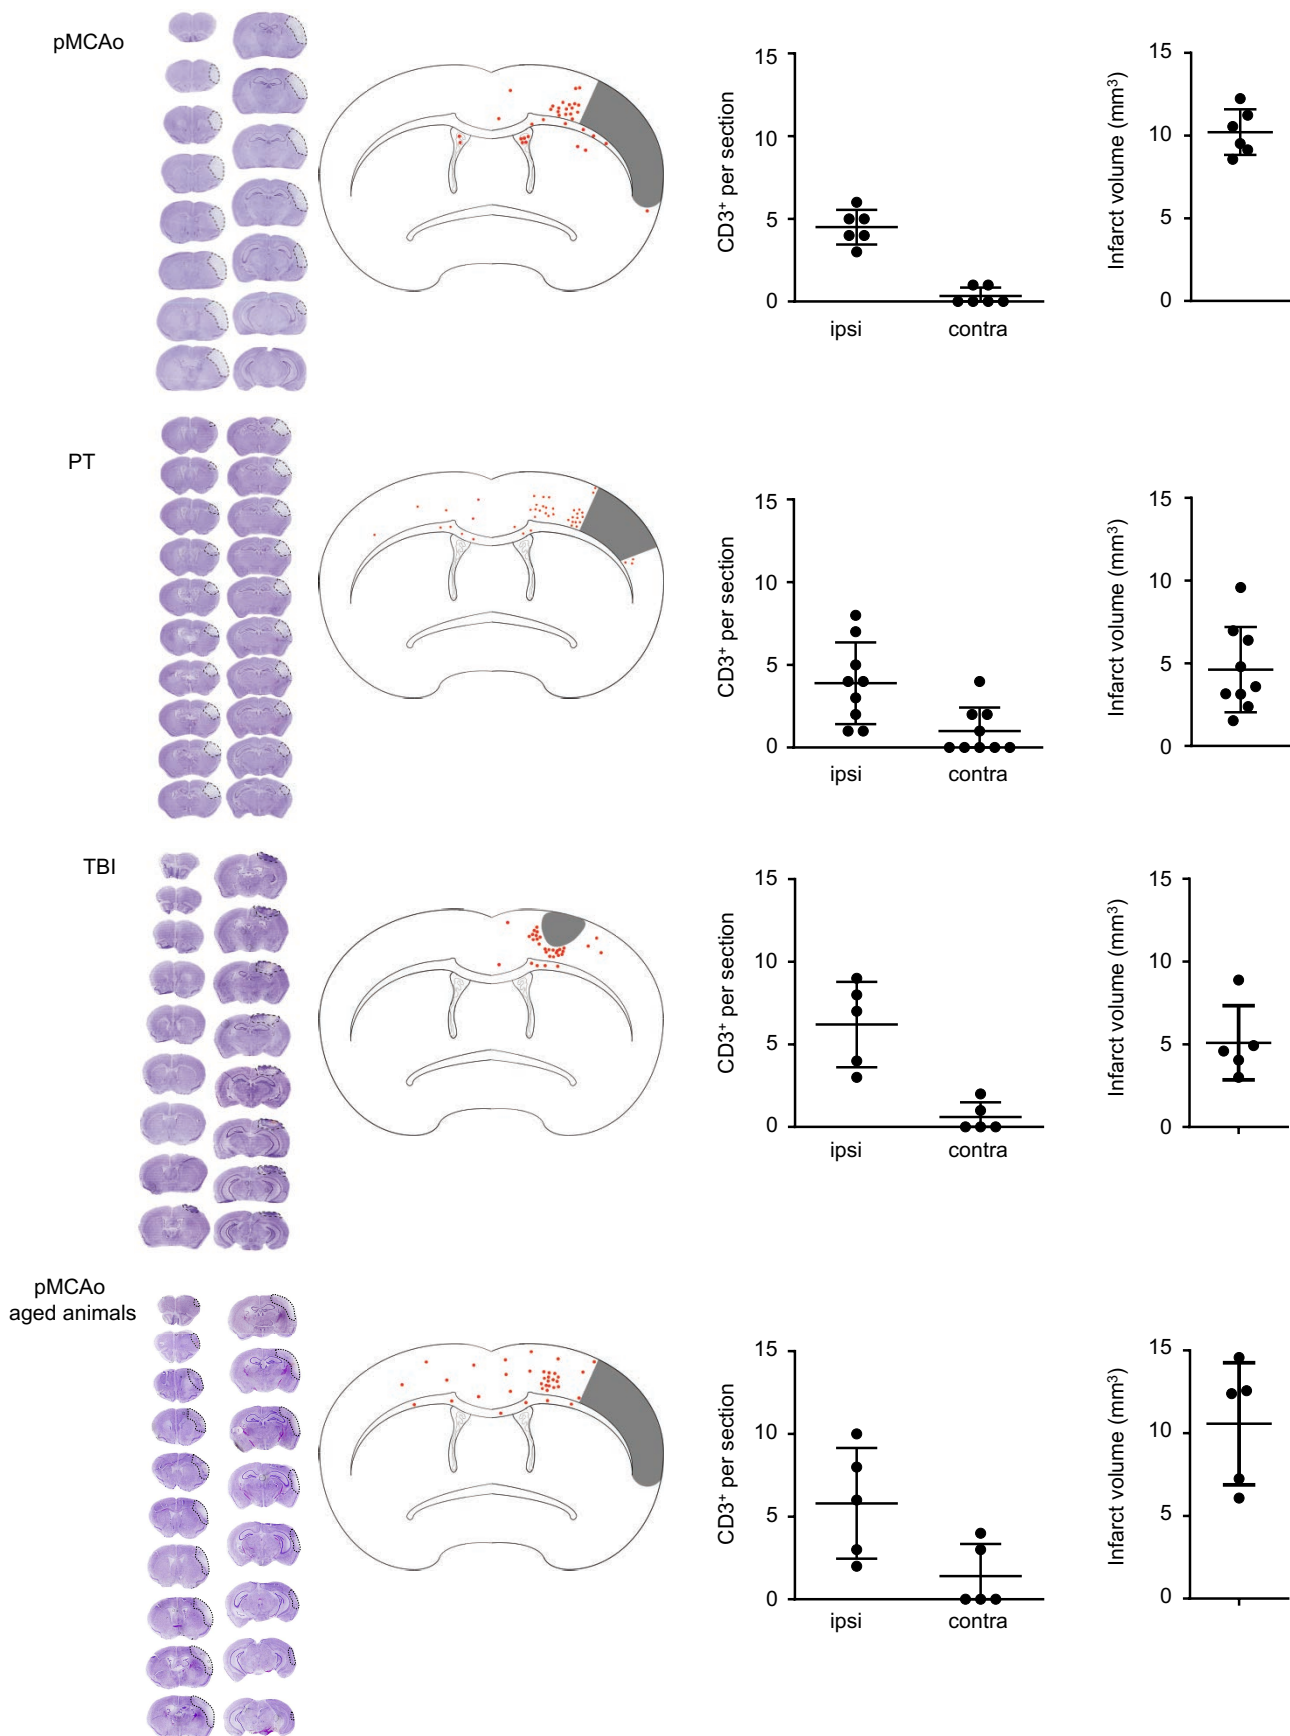 pMCAo
CD3⁺ per section
15
10
5
0
ipsi contra
Infarct volume (mm³)
15
10
5
0
PT
CD3⁺ per section
15
10
5
0
ipsi contra
Infarct volume (mm³)
15
10
5
0
TBI
CD3⁺ per section
15
10
5
0
ipsi contra
Infarct volume (mm³)
15
10
5
0
pMCAo
aged animals
CD3⁺ per section
15
10
5
0
ipsi contra
Infarct volume (mm³)
15
10
5
0